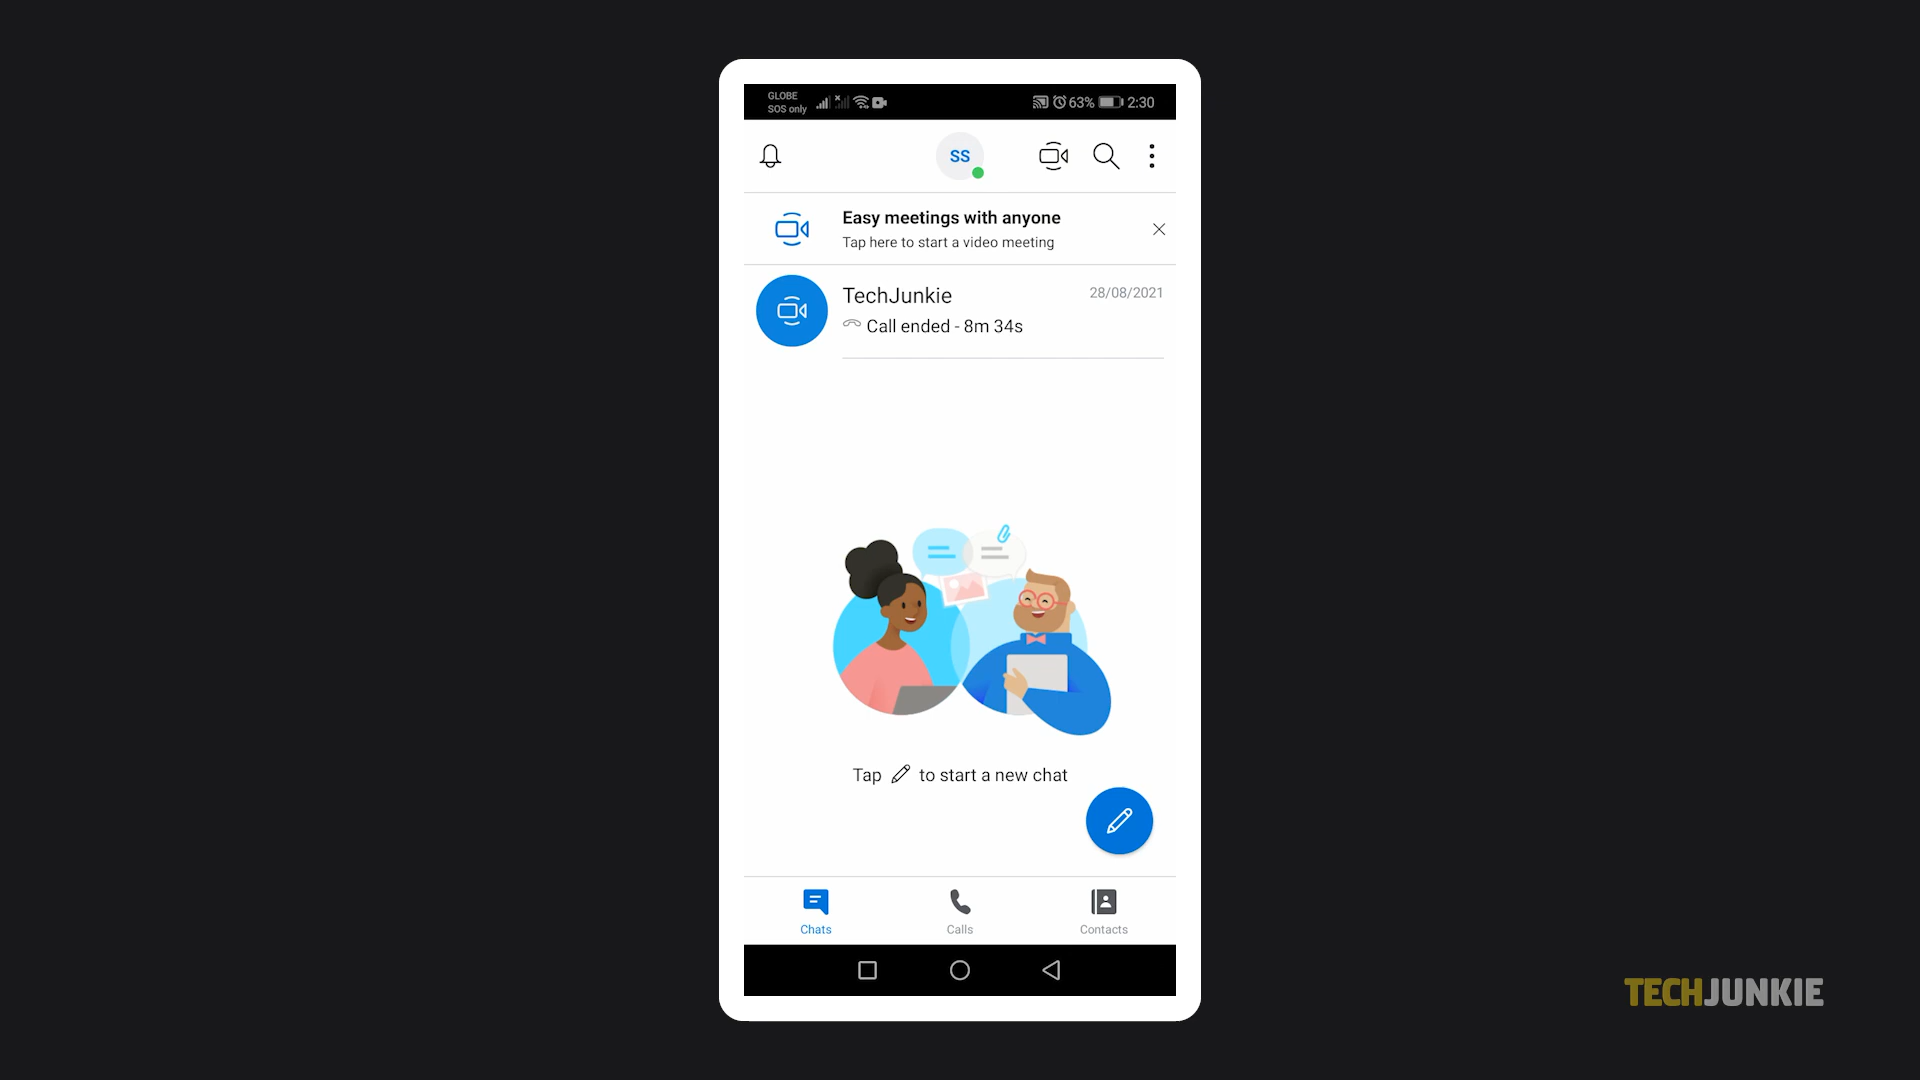 GLOBE
SOS only
63% 2:30
SS
Easy meetings with anyone
Tap here to start a video meeting
TechJunkie 28/08/2021
Call ended - 8m 34s
Tap to start a new chat
Chats Calls Contacts
TECHJUNKIE